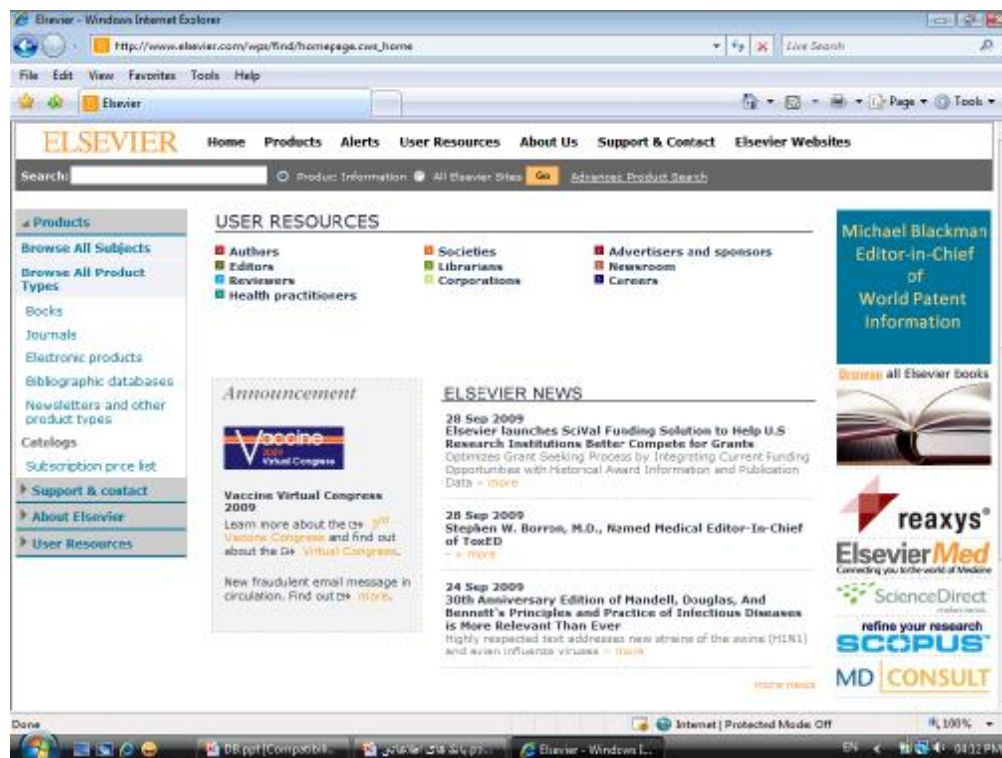 Elsevier - Windows Internet Explorer
http://www.elsevier.com/wps/find/homepage.cws_home
Live Search
File Edit View Favorites Tools Help
Elsevier
Page Tools
ELSEVIER Home Products Alerts User Resources About Us Support & Contact Elsevier Websites
Search: Product Information All Elsevier Sites Go Advanced Product Search
Products
Browse All Subjects
Browse All Product
Types
Books
Journals
Electronic products
Bibliographic databases
Newsletters and other
product types
Catalogs
Subscription price list
Support & contact
About Elsevier
User Resources
USER RESOURCES
Authors
Editors
Reviewers
Health practitioners
Societies
Librarians
Corporations
Advertisers and sponsors
Newsroom
Careers
Announcement
Vaccine
2009
Virtual Congress
Vaccine Virtual Congress
2009
Learn more about the 3rd
Vaccine Congress and find out
about the Virtual Congress.
New fraudulent email message in
circulation. Find out more.
ELSEVIER NEWS
28 Sep 2009
Elsevier launches SciVal Funding Solution to Help U.S
Research Institutions Better Compete for Grants
Optimizes Grant Seeking Process by Integrating Current Funding
Opportunities with Historical Award Information and Publication
Data - more
28 Sep 2009
Stephen W. Borron, M.D., Named Medical Editor-In-Chief
of ToxED
- » more
24 Sep 2009
30th Anniversary Edition of Mandell, Douglas, And
Bennett's Principles and Practice of Infectious Diseases
is More Relevant Than Ever
Highly respected text addresses new strains of the swine (H1N1)
and avian influenza viruses - more
more news
Michael Blackman
Editor-in-Chief
of
World Patent
Information
Browse all Elsevier books
reaxys®
ElsevierMed
Connecting you to the world of Medicine
ScienceDirect
refine your research
SCOPUS
MD CONSULT
Done
Internet | Protected Mode: Off
100%
DB.ppt [Compatibili...
Elsevier - Windows I...
EN
04:12 PM